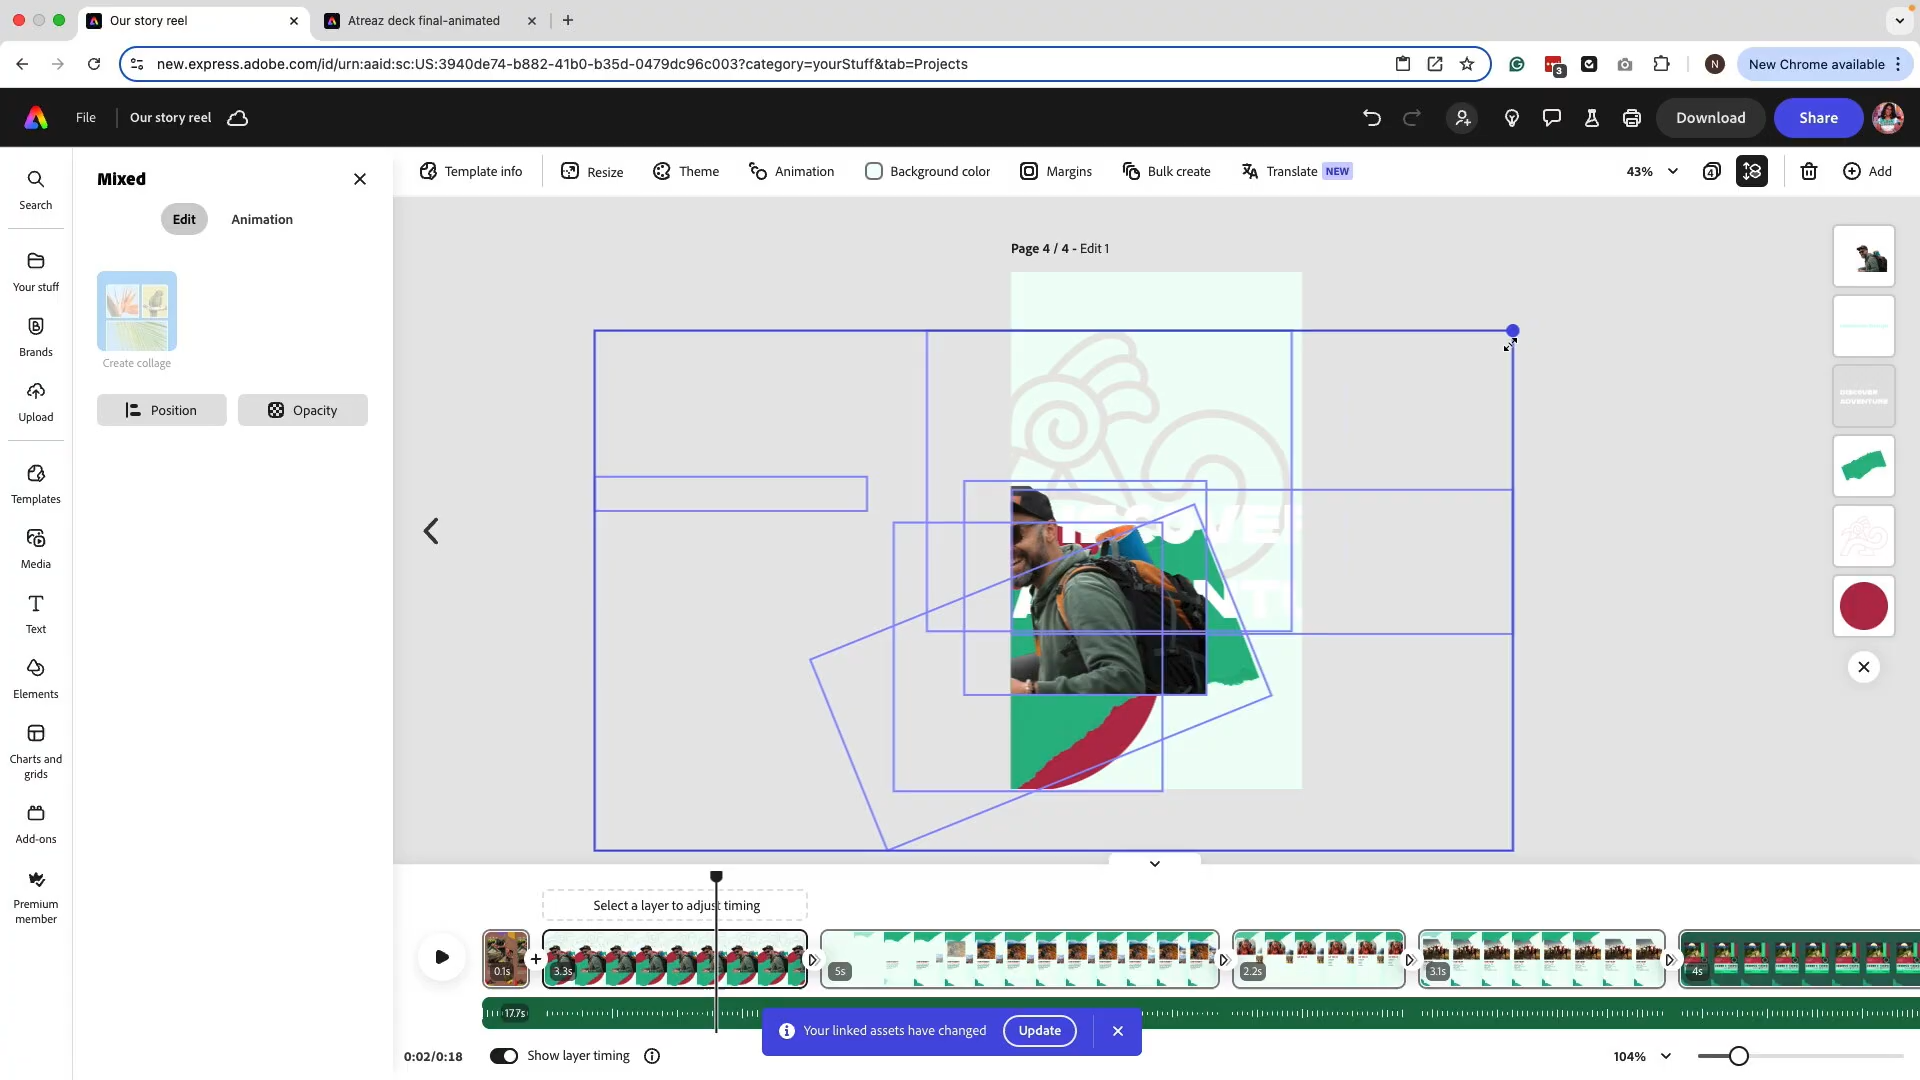 Our story reel
Atreaz deck final-animated
new.express.adobe.com/id/urn:aaid:sc:US:3940de74-b882-41b0-b35d-0479dc96c003?category=yourStuff&tab=Projects
3
N
New Chrome available
File
Our story reel
Download
Share
Search
Your stuff
Brands
Upload
Templates
Media
Text
Elements
Charts and
grids
Add-ons
Premium
member
Mixed
Edit
Animation
Create collage
Position
Opacity
Template info
Resize
Theme
Animation
Background color
Margins
Bulk create
Translate NEW
43%
4
Add
Page 4 / 4 - Edit 1
DISCOVER
ADVENTURE
Select a layer to adjust timing
0.1s
3.3s
5s
2.2s
3.1s
4s
17.7s
Your linked assets have changed
Update
0:02/0:18
Show layer timing
104%